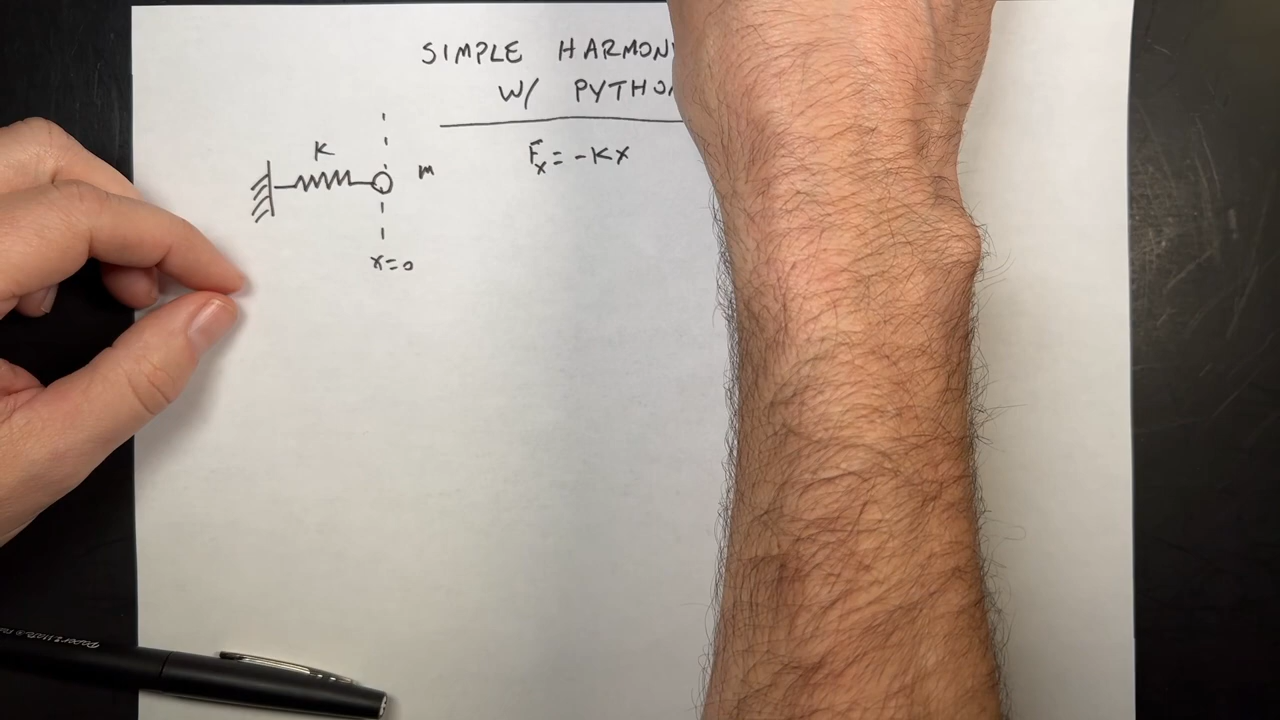 SIMPLE HARMON
W/ PYTHO
K
m
Fx = -Kx
x=0